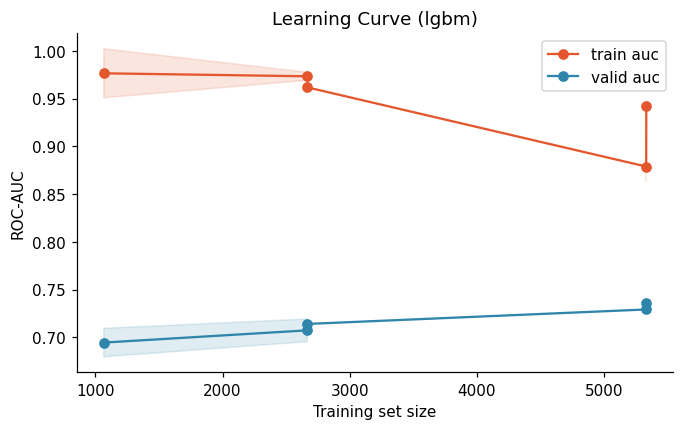 Learning Curve (lgbm)
train auc
valid auc
ROC-AUC
1.00
0.95
0.90
0.85
0.80
0.75
0.70
1000 2000 3000 4000 5000
Training set size